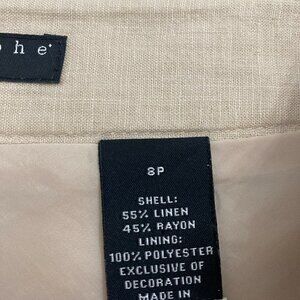 phe
8P
SHELL:
55% LINEN
45% RAYON
LINING:
100% POLYESTER
EXCLUSIVE OF
DECORATION
MADE IN